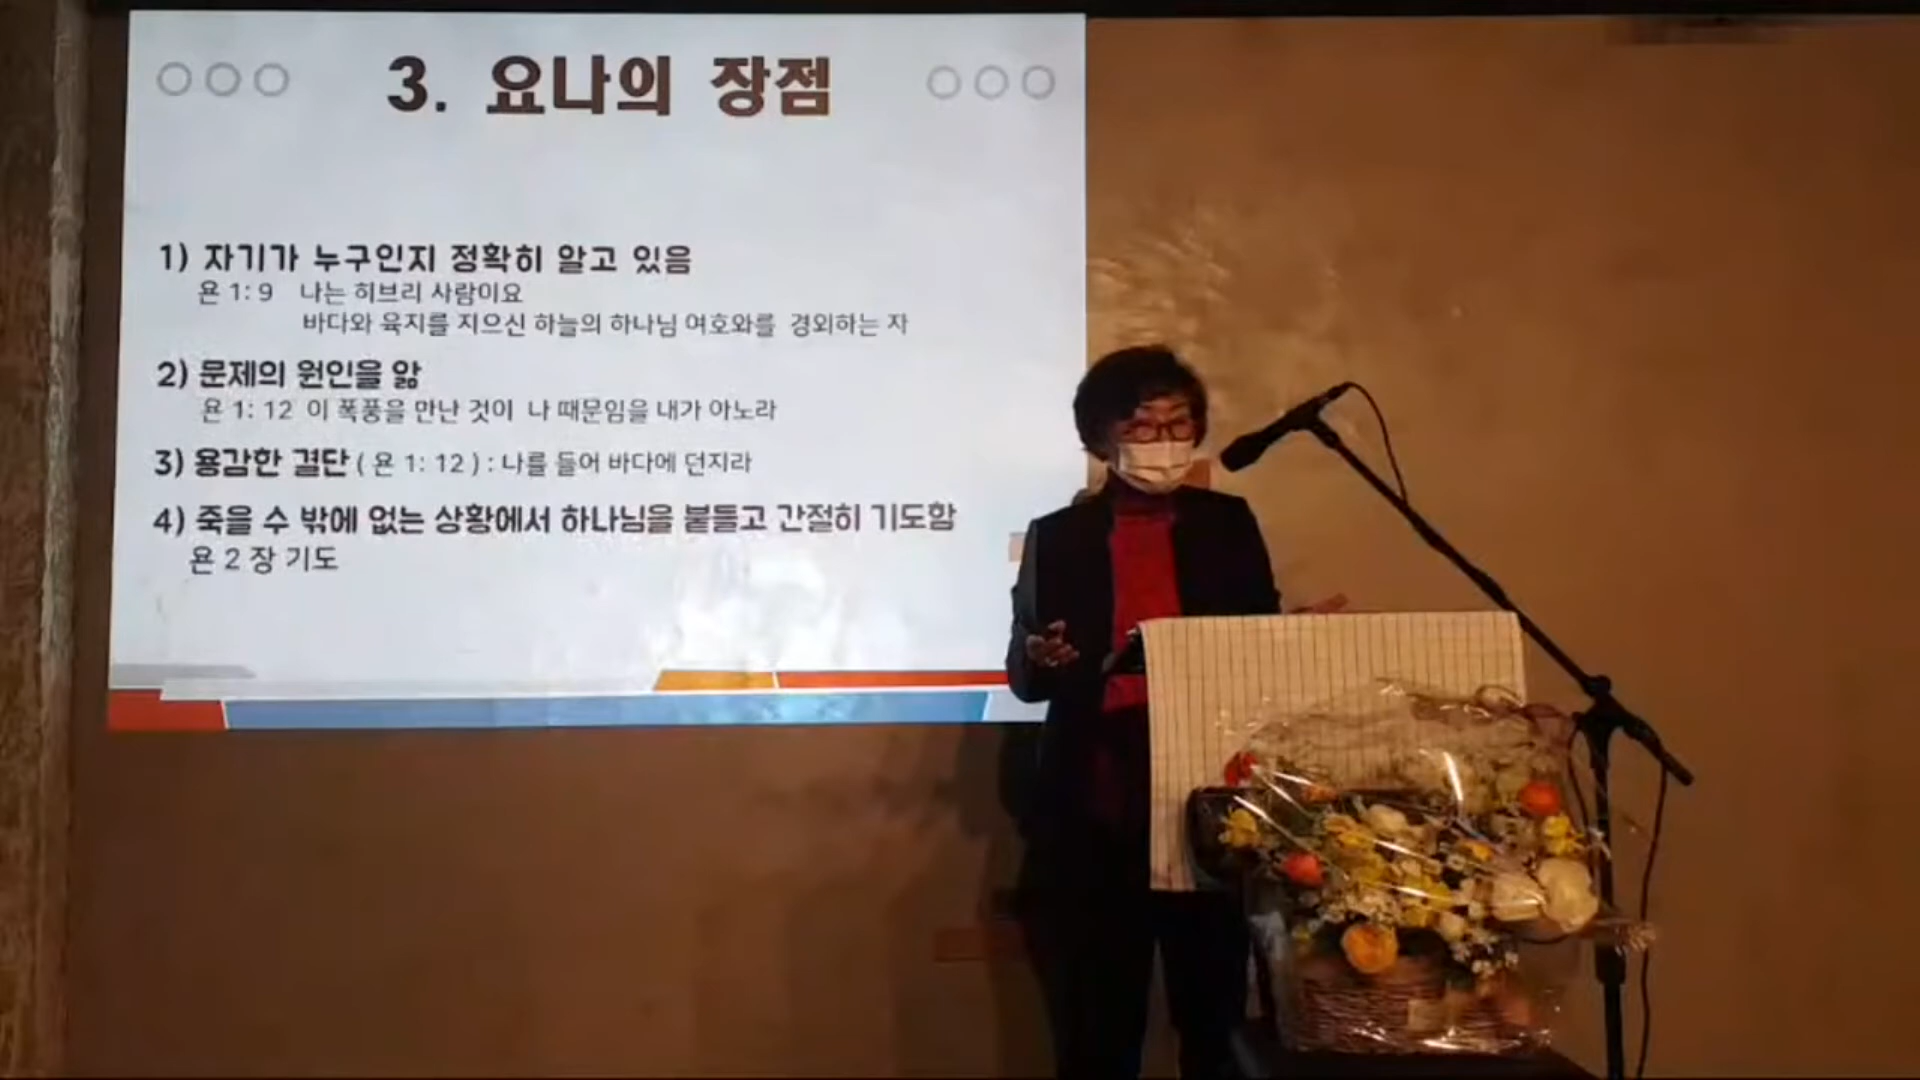 3. 요나의 장점
1) 자기가 누구인지 정확히 알고 있음
욘 1: 9 나는 히브리 사람이요
바다와 육지를 지으신 하늘의 하나님 여호와를 경외하는 자
2) 문제의 원인을 앎
욘 1: 12 이 폭풍을 만난 것이 나 때문임을 내가 아노라
3) 용감한 결단 ( 욘 1: 12 ) : 나를 들어 바다에 던지라
4) 죽을 수 밖에 없는 상황에서 하나님을 붙들고 간절히 기도함
욘 2 장 기도